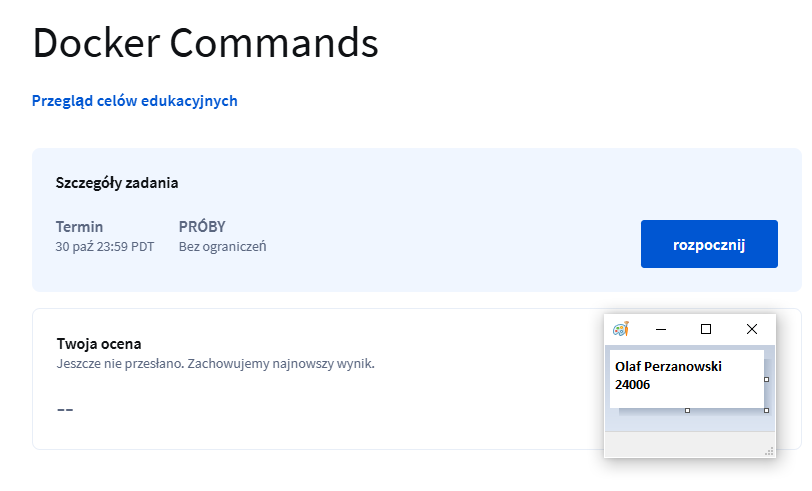 Docker Commands
Przegląd celów edukacyjnych
Szczegóły zadania
Termin
30 paź 23:59 PDT
PRÓBY
Bez ograniczeń
rozpocznij
Twoja ocena
Jeszcze nie przesłano. Zachowujemy najnowszy wynik.
--
Olaf Perzanowski
24006